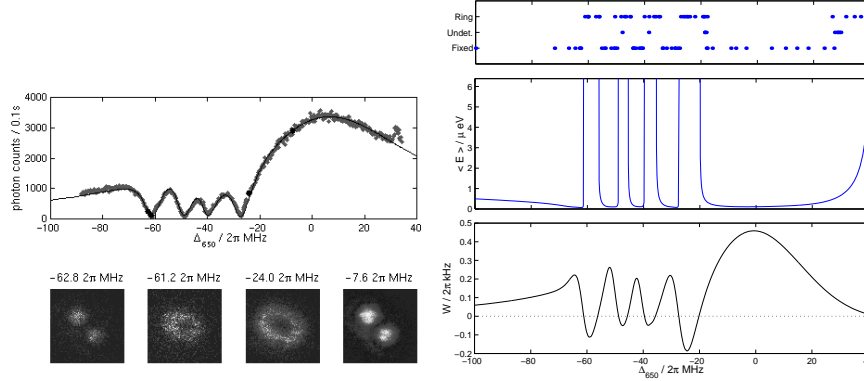 4000
3000
2000
1000
0
photon counts / 0.1s
−100 −80 −60 −40 −20 0 20 40
Δ650 / 2π MHz
−62.8 2π MHz −61.2 2π MHz −24.0 2π MHz −7.6 2π MHz
Ring
Undet.
Fixed
6
5
4
3
2
1
0
< E > / μ eV
0.5
0.4
0.3
0.2
0.1
0
−0.1
−0.2
W / 2π kHz
−100 −80 −60 −40 −20 0 20
Δ650 / 2π MHz